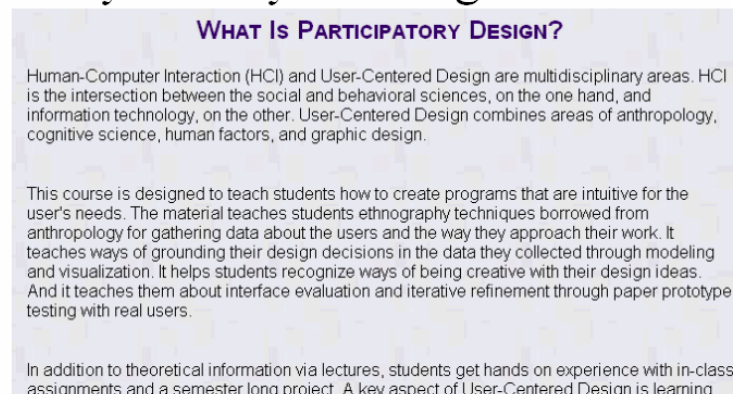 WHAT IS PARTICIPATORY DESIGN?
Human-Computer Interaction (HCI) and User-Centered Design are multidisciplinary areas. HCI
is the intersection between the social and behavioral sciences, on the one hand, and
information technology, on the other. User-Centered Design combines areas of anthropology,
cognitive science, human factors, and graphic design.
This course is designed to teach students how to create programs that are intuitive for the
user's needs. The material teaches students ethnography techniques borrowed from
anthropology for gathering data about the users and the way they approach their work. It
teaches ways of grounding their design decisions in the data they collected through modeling
and visualization. It helps students recognize ways of being creative with their design ideas.
And it teaches them about interface evaluation and iterative refinement through paper prototype
testing with real users.
In addition to theoretical information via lectures, students get hands on experience with in-class
assignments and a semester long project. A key aspect of User-Centered Design is learning